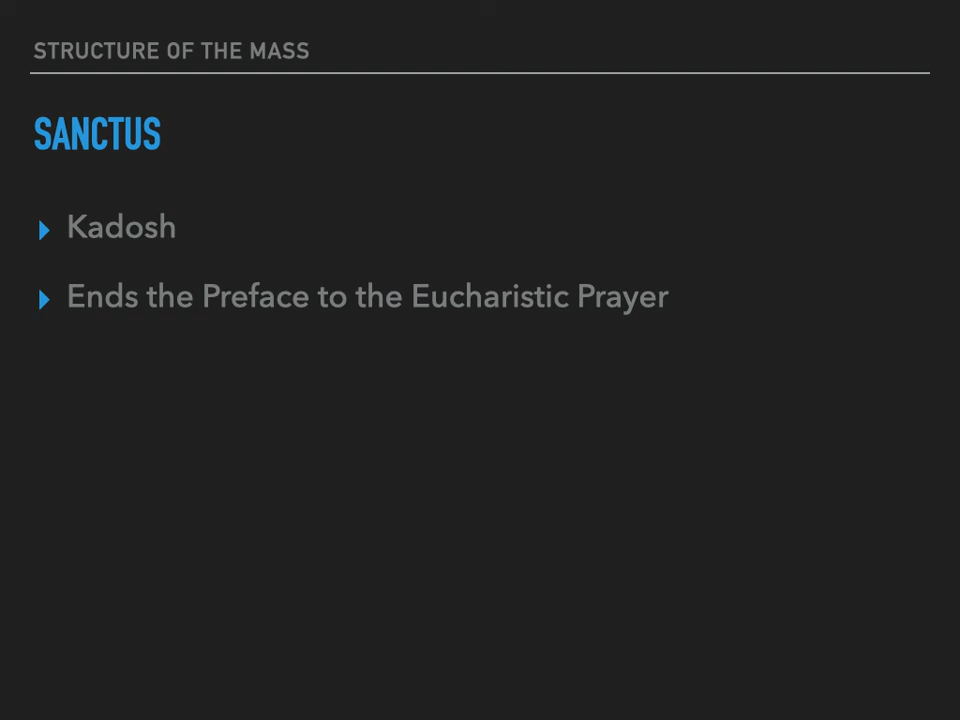 STRUCTURE OF THE MASS
SANCTUS
Kadosh
Ends the Preface to the Eucharistic Prayer